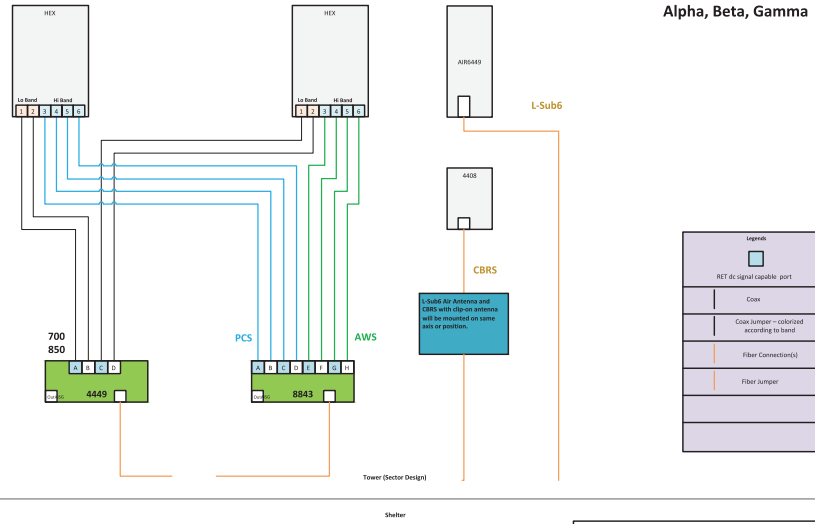 Alpha, Beta, Gamma
HEX
HEX
AIR6449
Lo Band Hi Band
1 2 3 4 5 6
Lo Band Hi Band
1 2 3 4 5 6
L-Sub6
4408
CBRS
L-Sub6 Air Antenna and
CBRS with clip-on antenna
will be mounted on same
axis or position.
Legends
RET dc signal capable port
Coax
Coax Jumper – colorized
according to band
Fiber Connection(s)
Fiber Jumper
700
850
PCS
AWS
A B C D
4449
A B C D E F G H
8843
Tower (Sector Design)
Shelter